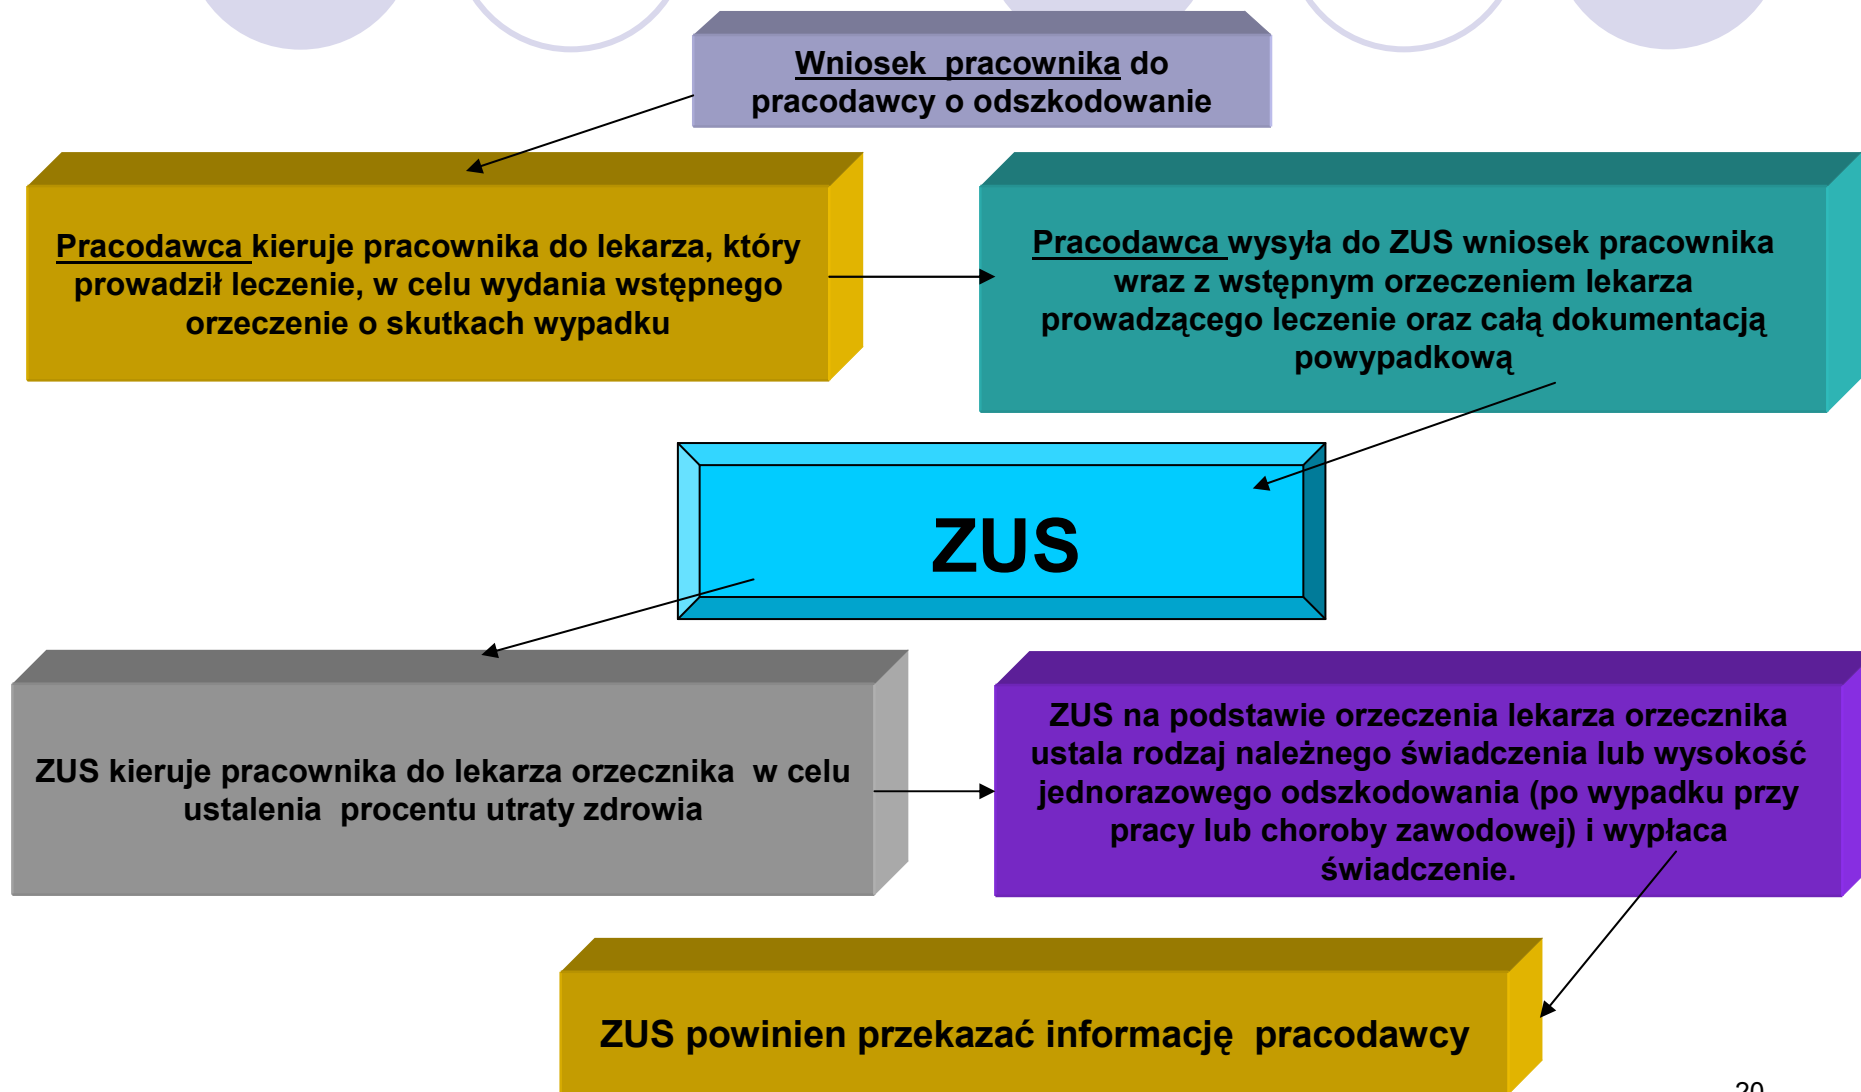 Wniosek  pracownika do
pracodawcy o odszkodowanie
Pracodawca kieruje pracownika do lekarza, który
prowadził leczenie, w celu wydania wstępnego
orzeczenie o skutkach wypadku
Pracodawca wysyła do ZUS wniosek pracownika
wraz z wstępnym orzeczeniem lekarza
prowadzącego leczenie oraz całą dokumentacją
powypadkową
ZUS
ZUS kieruje pracownika do lekarza orzecznika  w celu
ustalenia  procentu utraty zdrowia
ZUS na podstawie orzeczenia lekarza orzecznika
ustala rodzaj należnego świadczenia lub wysokość
jednorazowego odszkodowania (po wypadku przy
pracy lub choroby zawodowej) i wypłaca
świadczenie.
ZUS powinien przekazać informację  pracodawcy
20